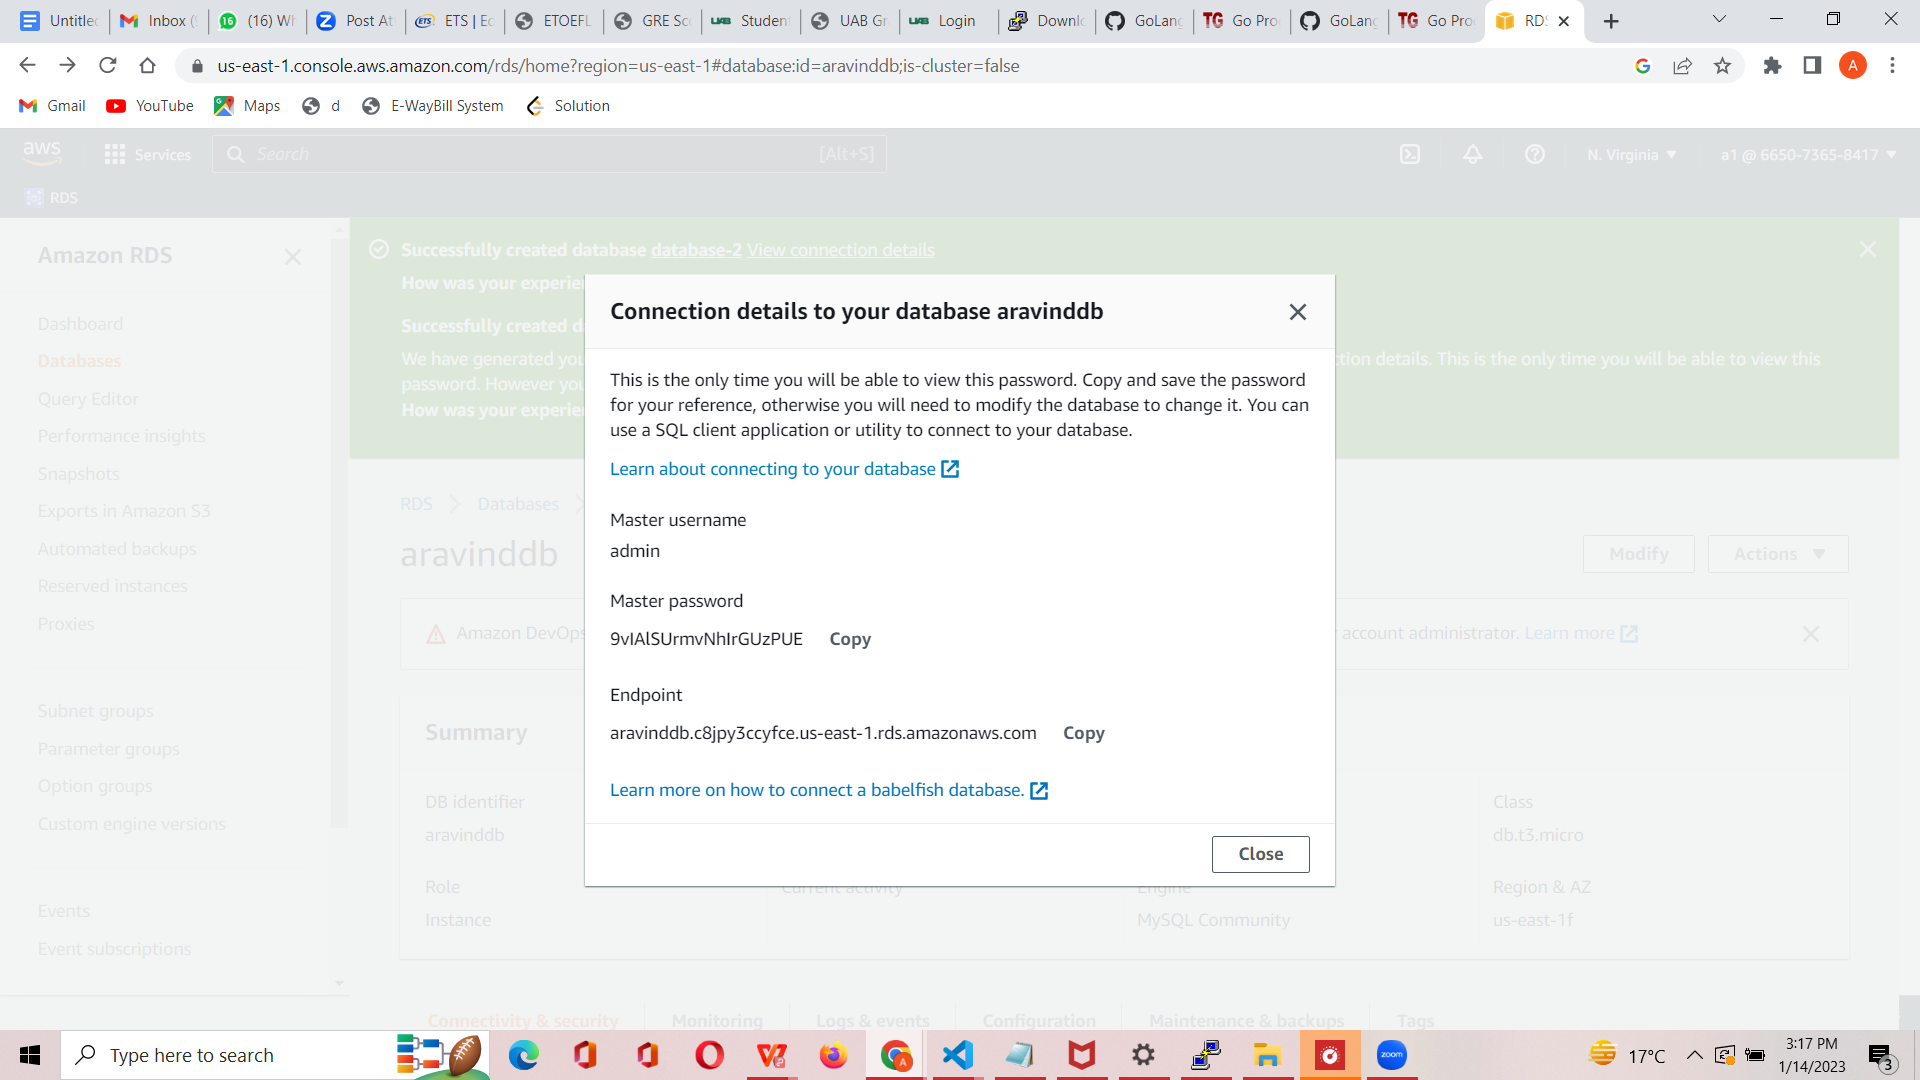 Untitled
Inbox (9
(16) Wh
Post At
ETS | Ec
ETOEFL
GRE Sco
UAB Student
UAB Gr
UAB Login
Downlo
GoLang
TG Go Pro
GoLang
TG Go Pro
RDS
us-east-1.console.aws.amazon.com/rds/home?region=us-east-1#database:id=aravinddb;is-cluster=false
A
Gmail YouTube Maps d E-WayBill System Solution
aws Services Search [Alt+S] N. Virginia a1 @ 6650-7365-8417
RDS
Amazon RDS
Dashboard
Databases
Query Editor
Performance insights
Snapshots
Exports in Amazon S3
Automated backups
Reserved instances
Proxies
Subnet groups
Parameter groups
Option groups
Custom engine versions
Events
Event subscriptions
Successfully created database database-2 View connection details
How was your experie
Successfully created d
We have generated you ction details. This is the only time you will be able to view this
password. However you
How was your experie
RDS Databases
aravinddb Modify Actions
Amazon DevOps account administrator. Learn more
Summary
DB identifier
aravinddb
Class
db.t3.micro
Role
Instance
Current activity
Engine
MySQL Community
Region & AZ
us-east-1f
Connectivity & security Monitoring Logs & events Configuration Maintenance & backups Tags
Connection details to your database aravinddb
This is the only time you will be able to view this password. Copy and save the password
for your reference, otherwise you will need to modify the database to change it. You can
use a SQL client application or utility to connect to your database.
Learn about connecting to your database
Master username
admin
Master password
9vIAlSUrmvNhIrGUzPUE Copy
Endpoint
aravinddb.c8jpy3ccyfce.us-east-1.rds.amazonaws.com Copy
Learn more on how to connect a babelfish database.
Close
Type here to search
zoom
17°C
3:17 PM
1/14/2023
3